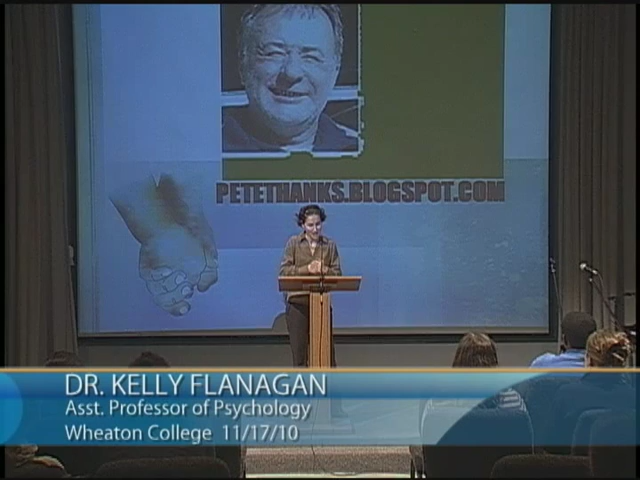 PETETHANKS.BLOGSPOT.COM
DR. KELLY FLANAGAN
Asst. Professor of Psychology
Wheaton College 11/17/10